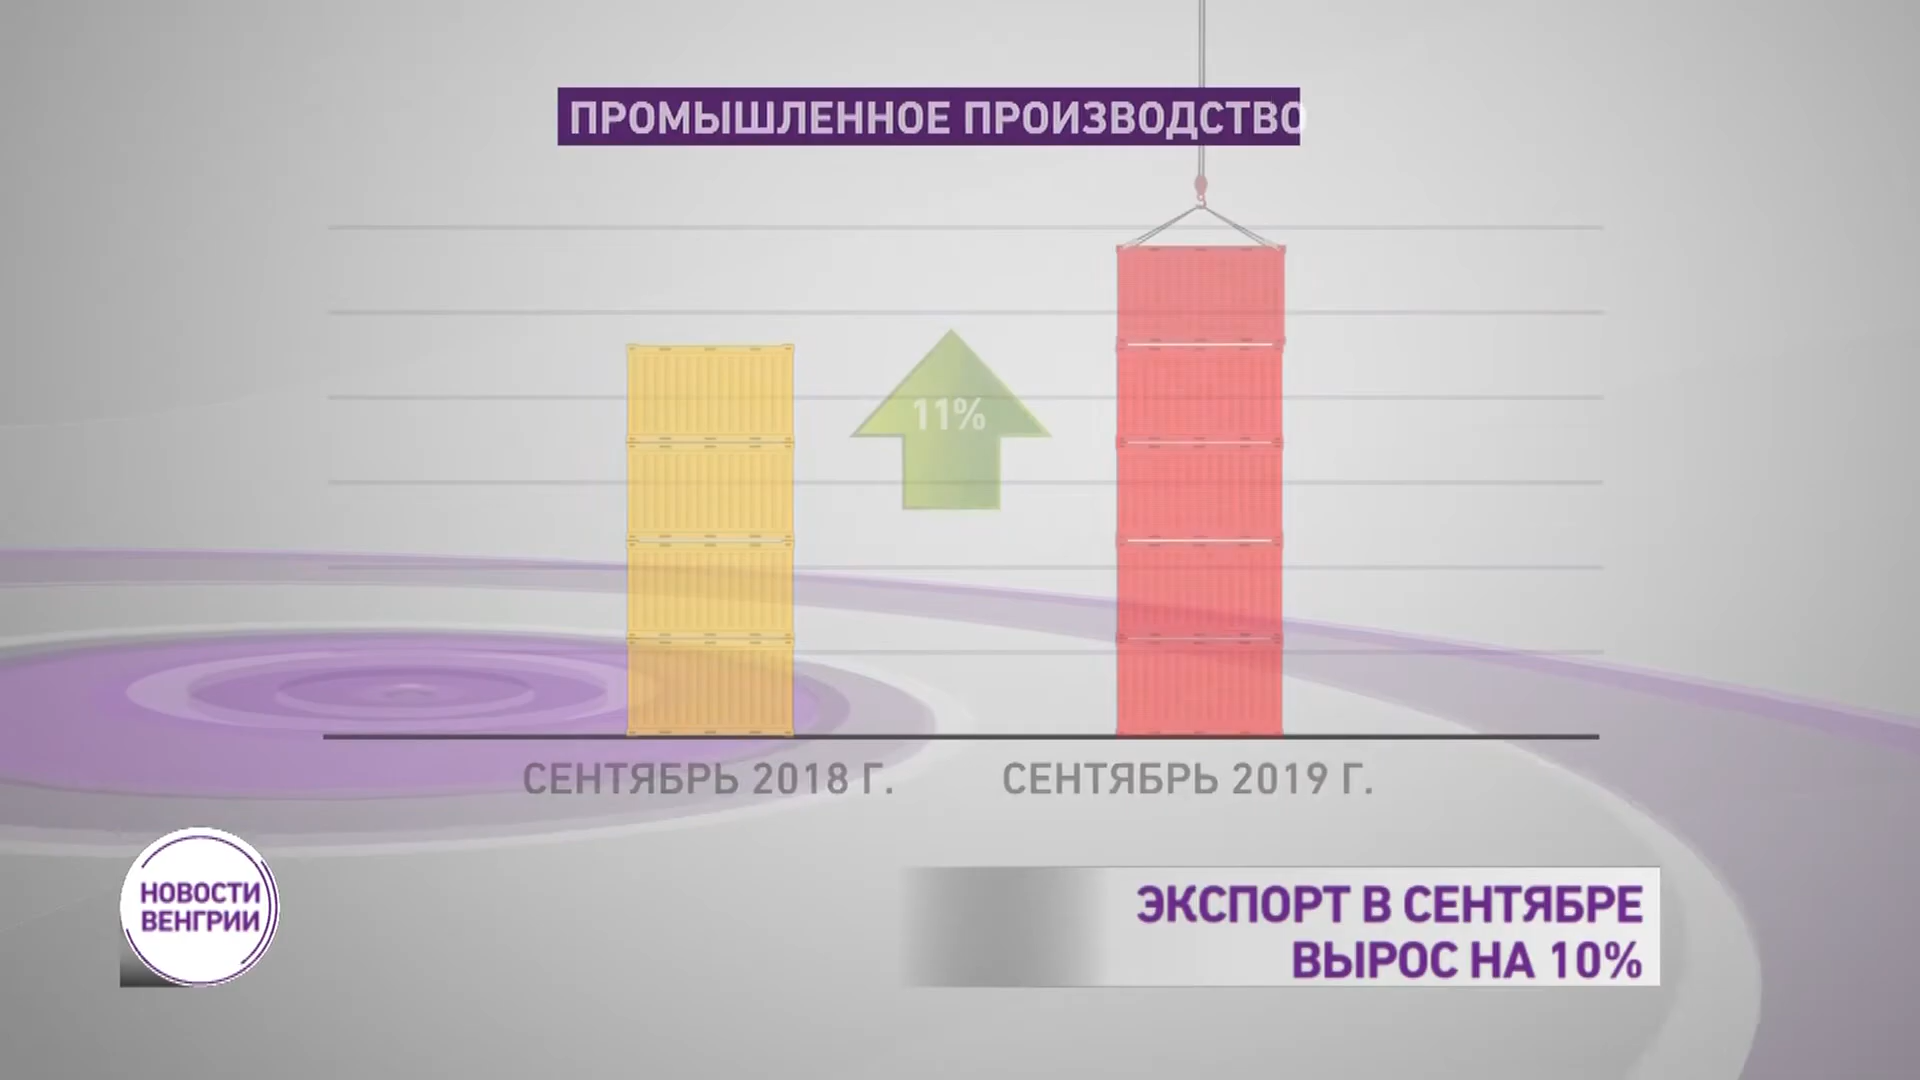 ПРОМЫШЛЕННОЕ ПРОИЗВОДСТВО
11%
СЕНТЯБРЬ 2018 Г.
СЕНТЯБРЬ 2019 Г.
НОВОСТИ
ВЕНГРИИ
ЭКСПОРТ В СЕНТЯБРЕ
ВЫРОС НА 10%